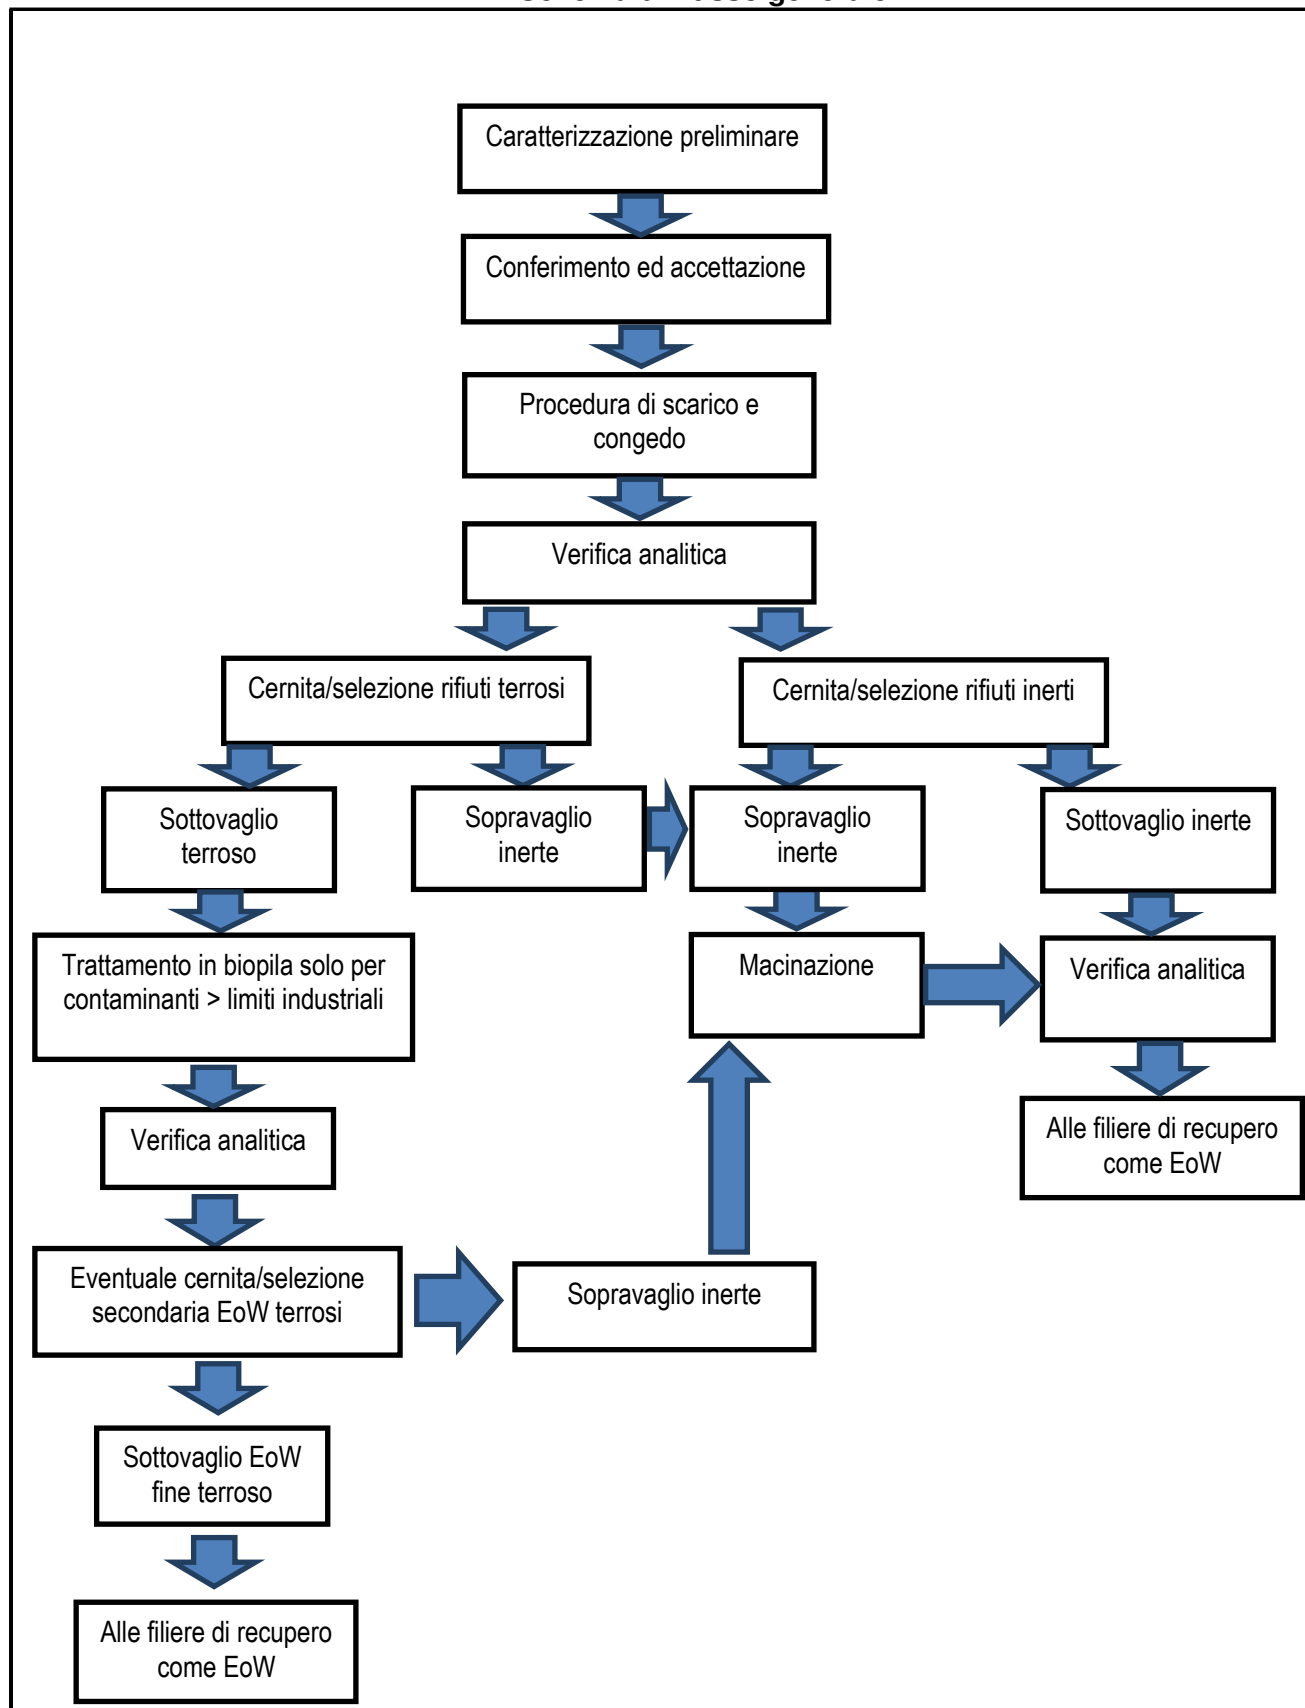 Caratterizzazione preliminare
Conferimento ed accettazione
Procedura di scarico e
congedo
Verifica analitica
Cernita/selezione rifiuti terrosi
Cernita/selezione rifiuti inerti
Sottovaglio
terroso
Sopravaglio
inerte
Sopravaglio
inerte
Sottovaglio inerte
Trattamento in biopila solo per
contaminanti > limiti industriali
Macinazione
Verifica analitica
Verifica analitica
Alle filiere di recupero
come EoW
Eventuale cernita/selezione
secondaria EoW terrosi
Sopravaglio inerte
Sottovaglio EoW
fine terroso
Alle filiere di recupero
come EoW